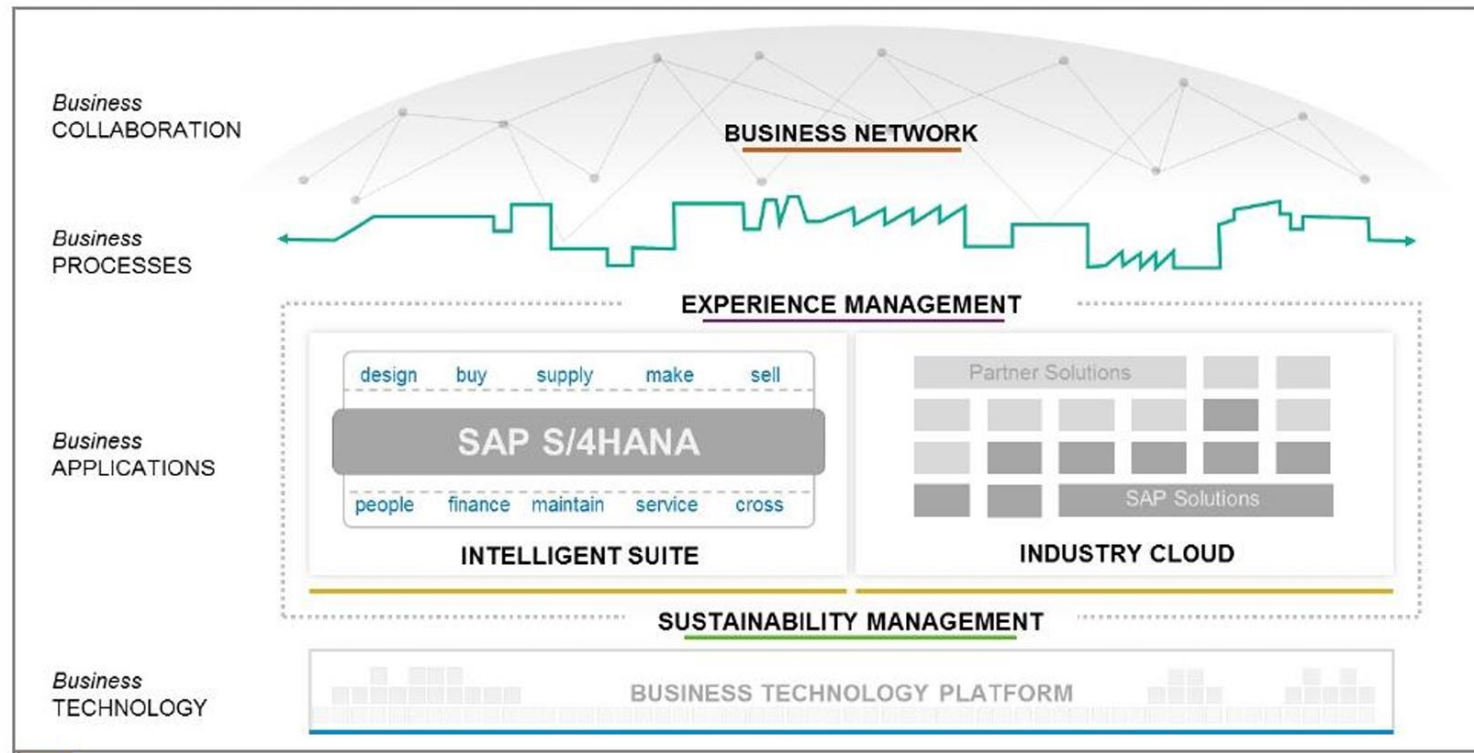 Business
COLLABORATION
BUSINESS NETWORK
Business
PROCESSES
EXPERIENCE MANAGEMENT
Business
APPLICATIONS
design buy supply make sell
SAP S/4HANA
people finance maintain service cross
INTELLIGENT SUITE
Partner Solutions
SAP Solutions
INDUSTRY CLOUD
SUSTAINABILITY MANAGEMENT
Business
TECHNOLOGY
BUSINESS TECHNOLOGY PLATFORM